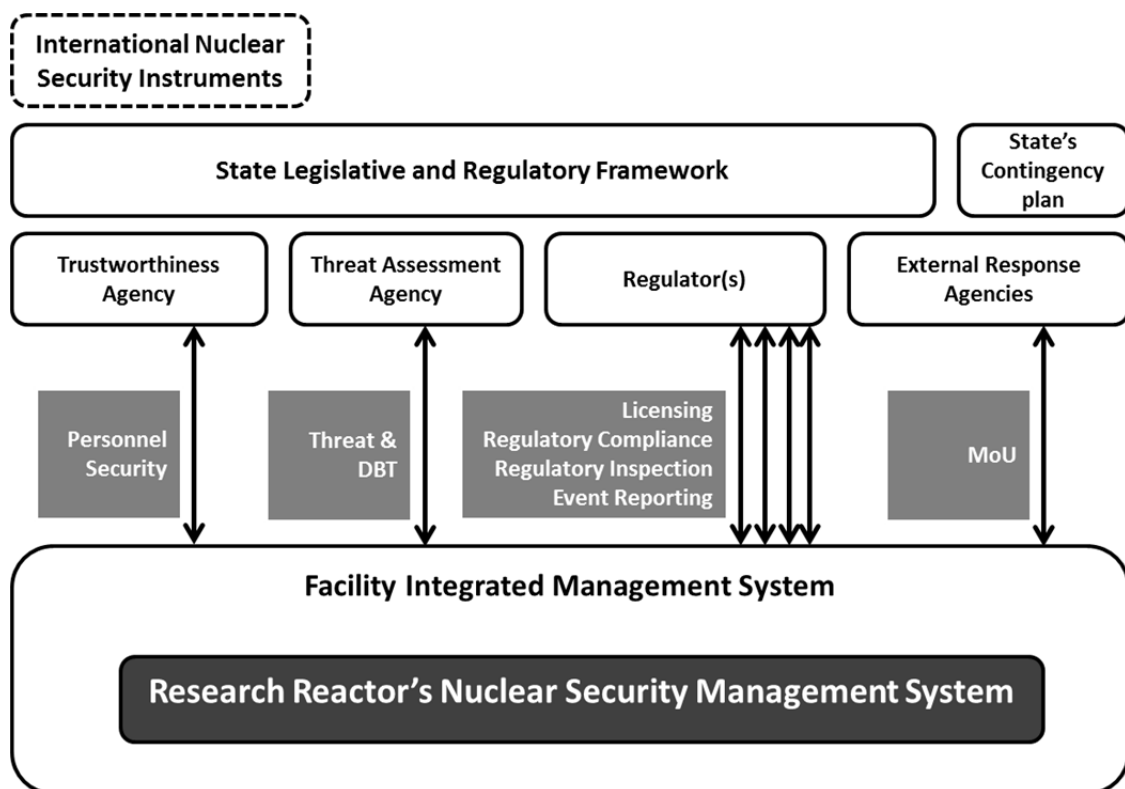 International Nuclear
Security Instruments
State Legislative and Regulatory Framework
State’s
Contingency
plan
Trustworthiness
Agency
Threat Assessment
Agency
Regulator(s)
External Response
Agencies
Personnel
Security
Threat &
DBT
Licensing
Regulatory Compliance
Regulatory Inspection
Event Reporting
MoU
Facility Integrated Management System
Research Reactor’s Nuclear Security Management System